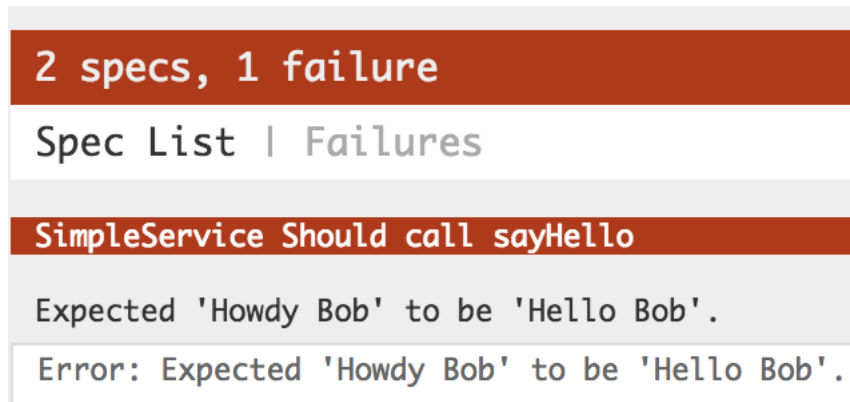 2 specs, 1 failure
Spec List | Failures
SimpleService Should call sayHello
Expected 'Howdy Bob' to be 'Hello Bob'.
Error: Expected 'Howdy Bob' to be 'Hello Bob'.